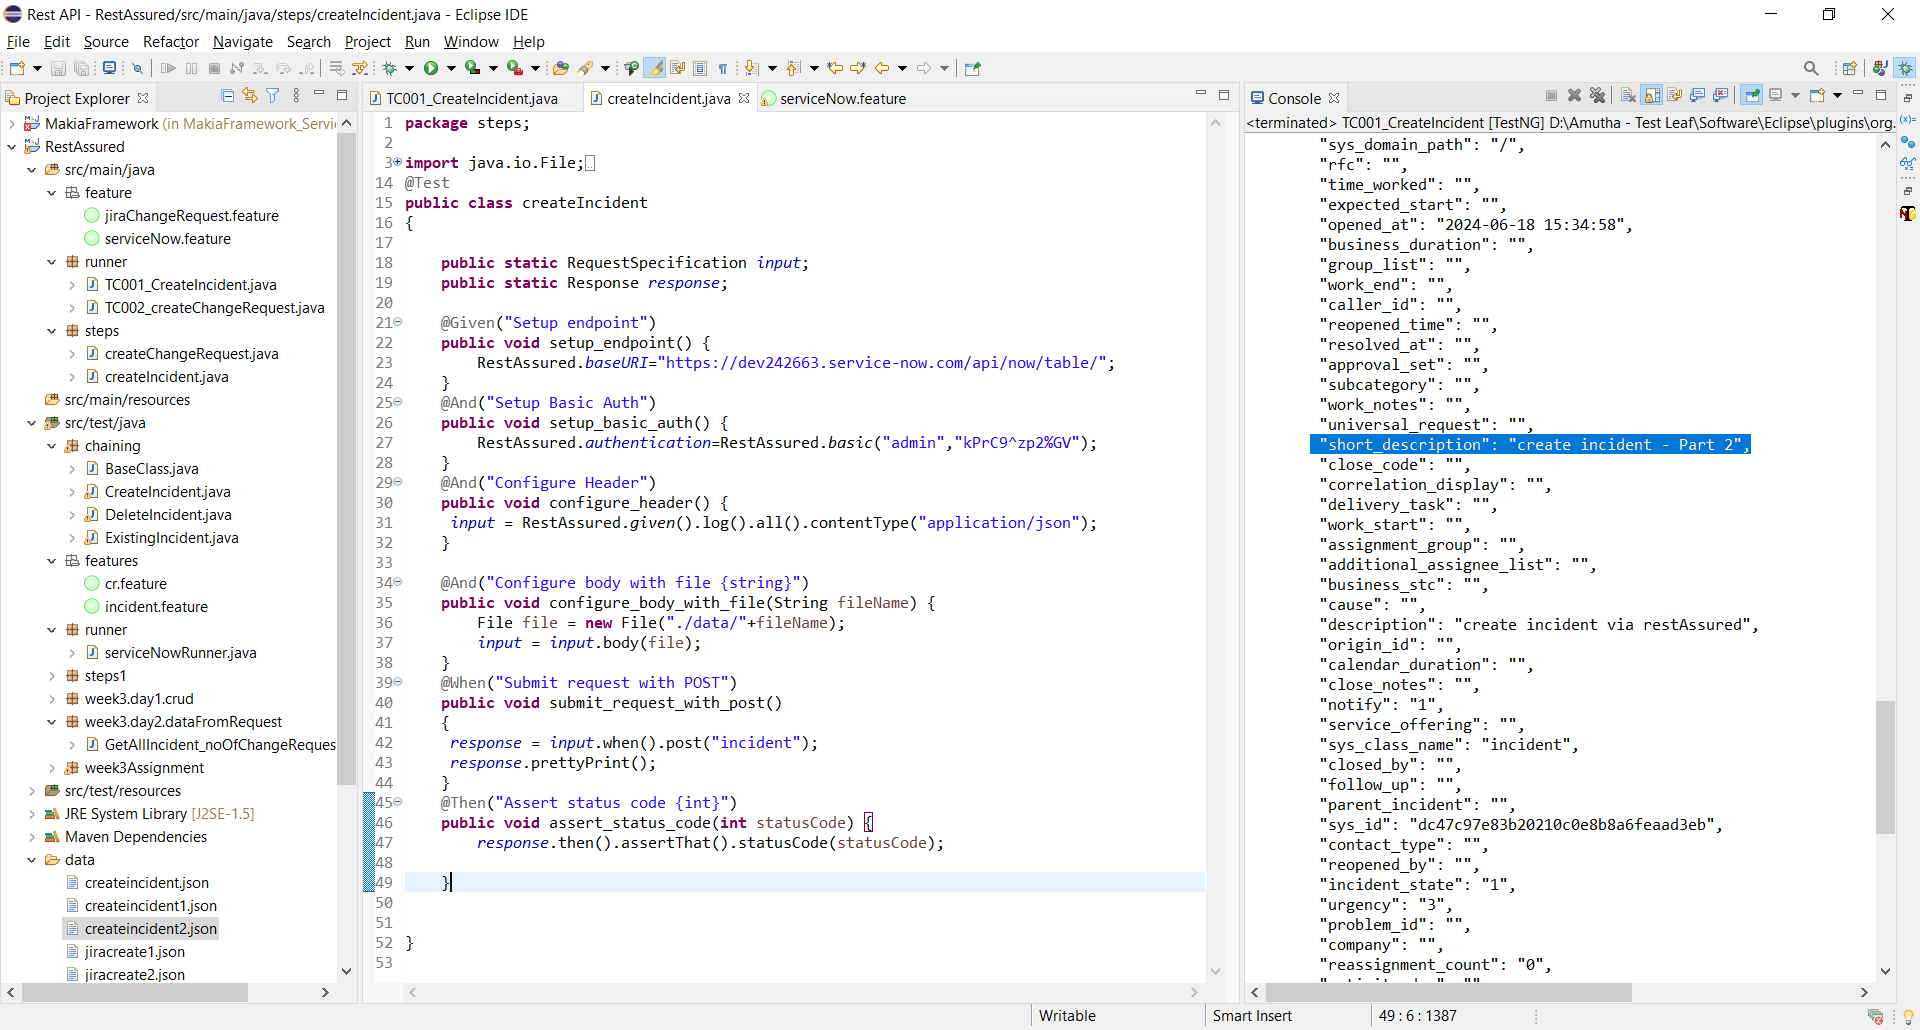 Rest API - RestAssured/src/main/java/steps/createIncident.java - Eclipse IDE
File Edit Source Refactor Navigate Search Project Run Window Help
Project Explorer
MakiaFramework (in MakiaFramework_Servi
RestAssured
src/main/java
feature
jiraChangeRequest.feature
serviceNow.feature
runner
TC001_CreateIncident.java
TC002_createChangeRequest.java
steps
createChangeRequest.java
createIncident.java
src/main/resources
src/test/java
chaining
BaseClass.java
CreateIncident.java
DeleteIncident.java
ExistingIncident.java
features
cr.feature
incident.feature
runner
serviceNowRunner.java
steps1
week3.day1.crud
week3.day2.dataFromRequest
GetAllIncident_noOfChangeReques
week3Assignment
src/test/resources
JRE System Library [J2SE-1.5]
Maven Dependencies
data
createincident.json
createincident1.json
createincident2.json
jiracreate1.json
jiracreate2.json
TC001_CreateIncident.java createIncident.java serviceNow.feature
1 package steps;
2
3 import java.io.File;
14 @Test
15 public class createIncident
16 {
17
18 public static RequestSpecification input;
19 public static Response response;
20
21 @Given("Setup endpoint")
22 public void setup_endpoint() {
23 RestAssured.baseURI="https://dev242663.service-now.com/api/now/table/";
24 }
25 @And("Setup Basic Auth")
26 public void setup_basic_auth() {
27 RestAssured.authentication=RestAssured.basic("admin","kPrC9^zp2%GV");
28 }
29 @And("Configure Header")
30 public void configure_header() {
31 input = RestAssured.given().log().all().contentType("application/json");
32 }
33
34 @And("Configure body with file {string}")
35 public void configure_body_with_file(String fileName) {
36 File file = new File("./data/"+fileName);
37 input = input.body(file);
38 }
39 @When("Submit request with POST")
40 public void submit_request_with_post()
41 {
42 response = input.when().post("incident");
43 response.prettyPrint();
44 }
45 @Then("Assert status code {int}")
46 public void assert_status_code(int statusCode) {
47 response.then().assertThat().statusCode(statusCode);
48
49 }
50
51
52 }
53
Console
<terminated> TC001_CreateIncident [TestNG] D:\Amutha - Test Leaf\Software\Eclipse\plugins\org.
"sys_domain_path": "/",
"rfc": "",
"time_worked": "",
"expected_start": "",
"opened_at": "2024-06-18 15:34:58",
"business_duration": "",
"group_list": "",
"work_end": "",
"caller_id": "",
"reopened_time": "",
"resolved_at": "",
"approval_set": "",
"subcategory": "",
"work_notes": "",
"universal_request": "",
"short_description": "create incident - Part 2",
"close_code": "",
"correlation_display": "",
"delivery_task": "",
"work_start": "",
"assignment_group": "",
"additional_assignee_list": "",
"business_stc": "",
"cause": "",
"description": "create incident via restAssured",
"origin_id": "",
"calendar_duration": "",
"close_notes": "",
"notify": "1",
"service_offering": "",
"sys_class_name": "incident",
"closed_by": "",
"follow_up": "",
"parent_incident": "",
"sys_id": "dc47c97e83b20210c0e8b8a6feaad3eb",
"contact_type": "",
"reopened_by": "",
"incident_state": "1",
"urgency": "3",
"problem_id": "",
"company": "",
"reassignment_count": "0",
Writable Smart Insert 49 : 6 : 1387